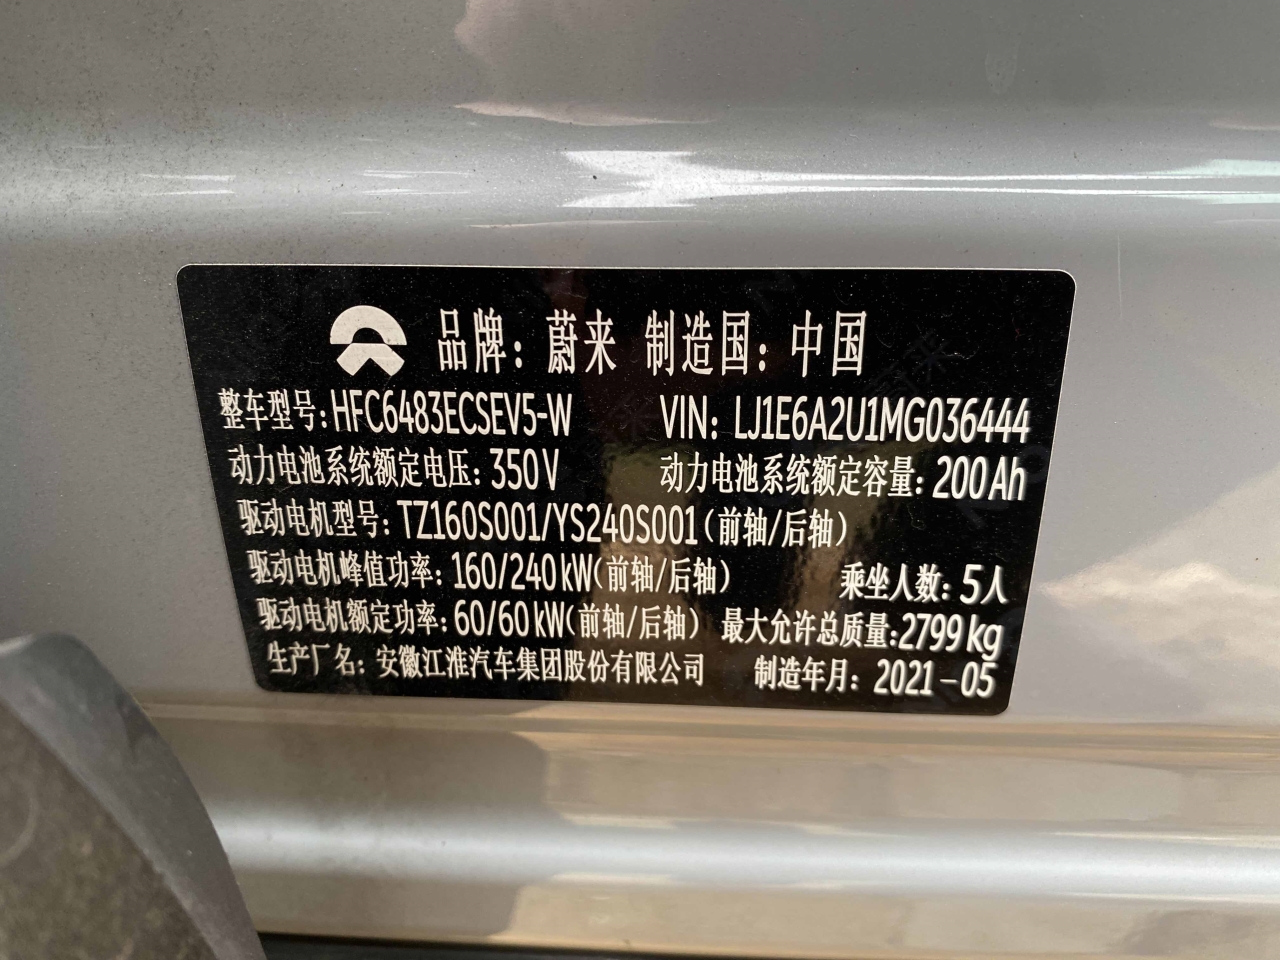 品牌：蔚来 制造国：中国
整车型号：HFC6483ECSEV5-W VIN：LJ1E6A2U1MG036444
动力电池系统额定电压：350V 动力电池系统额定容量：200Ah
驱动电机型号：TZ160S001/YS240S001（前轴/后轴）
驱动电机峰值功率：160/240kW（前轴/后轴） 乘坐人数：5人
驱动电机额定功率：60/60kW（前轴/后轴） 最大允许总质量：2799kg
生产厂名：安徽江淮汽车集团股份有限公司 制造年月：2021-05